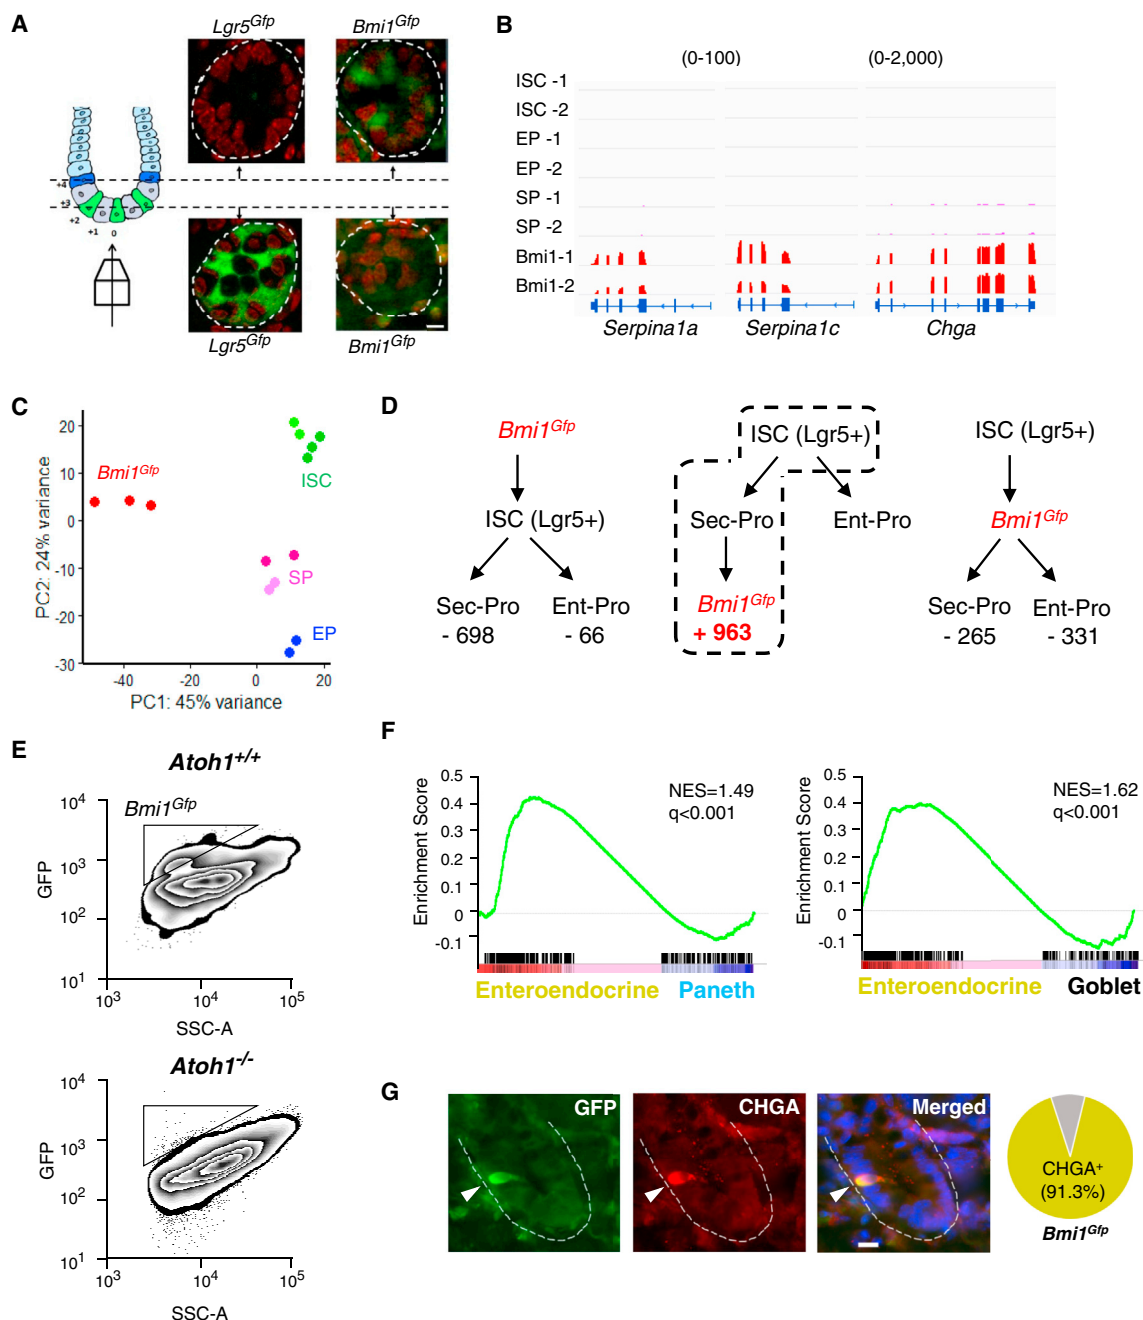 A
Lgr5Gfp
Bmi1Gfp
+4
+3
+2
+1
0
Lgr5Gfp
Bmi1Gfp
B
(0-100)
(0-2,000)
ISC -1
ISC -2
EP -1
EP -2
SP -1
SP -2
Bmi1-1
Bmi1-2
Serpina1a
Serpina1c
Chga
C
PC2: 24% variance
20
10
0
-10
-20
-30
Bmi1Gfp
ISC
SP
EP
-40
-20
0
20
PC1: 45% variance
D
Bmi1Gfp
ISC (Lgr5+)
Sec-Pro
Ent-Pro
- 698
- 66
ISC (Lgr5+)
Sec-Pro
Ent-Pro
Bmi1Gfp
+ 963
ISC (Lgr5+)
Bmi1Gfp
Sec-Pro
Ent-Pro
- 265
- 331
E
Atoh1+/+
Bmi1Gfp
GFP
104
103
102
101
103
104
105
SSC-A
Atoh1-/-
GFP
104
103
102
101
103
104
105
SSC-A
F
Enrichment Score
0.5
0.4
0.3
0.2
0.1
0
-0.1
NES=1.49
q<0.001
Enteroendocrine
Paneth
Enrichment Score
0.5
0.4
0.3
0.2
0.1
0
-0.1
NES=1.62
q<0.001
Enteroendocrine
Goblet
G
GFP
CHGA
Merged
CHGA+
(91.3%)
Bmi1Gfp